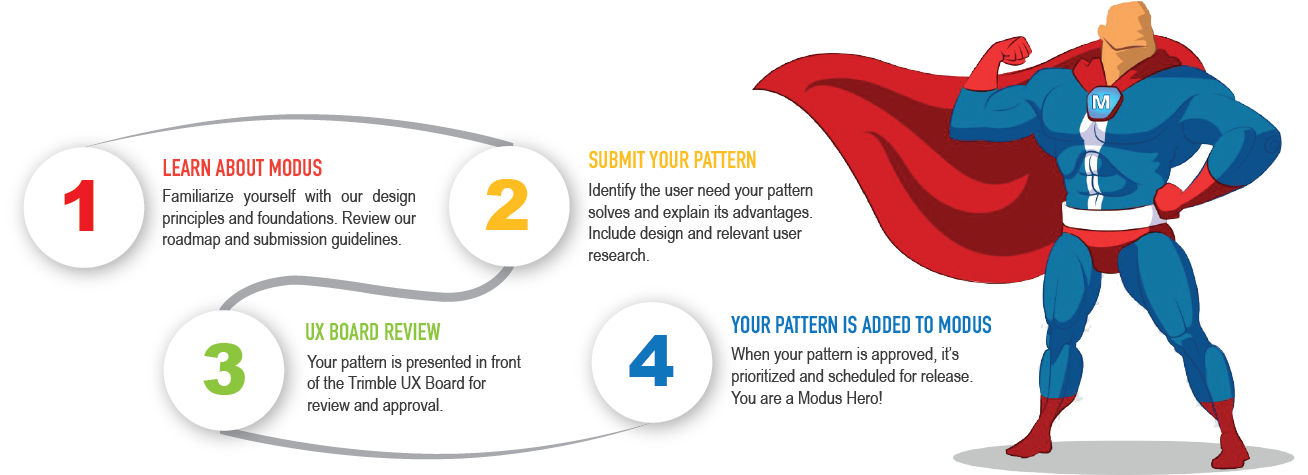 1
LEARN ABOUT MODUS
Familiarize yourself with our design
principles and foundations. Review our
roadmap and submission guidelines.
2
SUBMIT YOUR PATTERN
Identify the user need your pattern
solves and explain its advantages.
Include design and relevant user
research.
3
UX BOARD REVIEW
Your pattern is presented in front
of the Trimble UX Board for
review and approval.
4
YOUR PATTERN IS ADDED TO MODUS
When your pattern is approved, it's
prioritized and scheduled for release.
You are a Modus Hero!
M